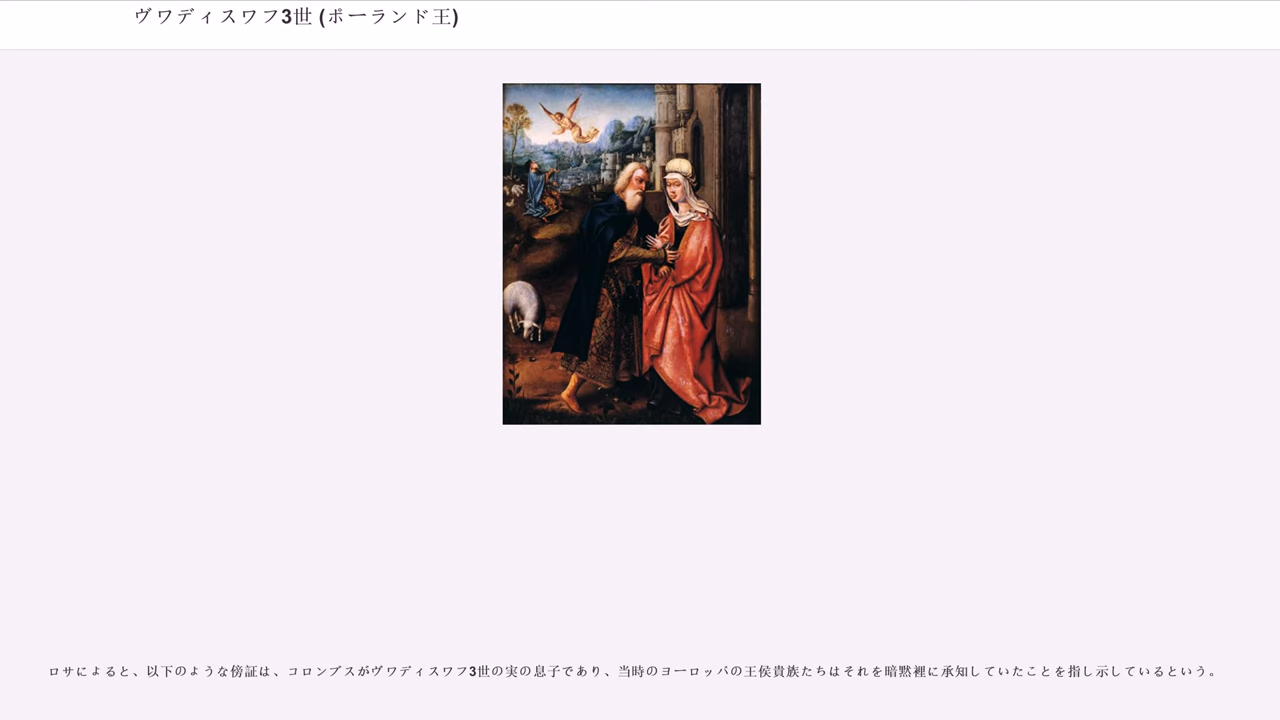 ヴワディスワフ3世 (ポーランド王)
ロサによると、以下のような傍証は、コロンブスがヴワディスワフ3世の実の息子であり、当時のヨーロッパの王侯貴族たちはそれを暗黙裡に承知していたことを指し示しているという。